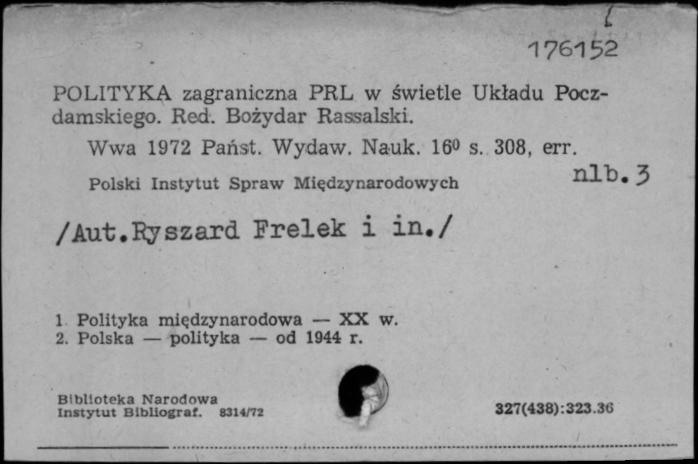 176152
POLITYKA zagraniczna PRL w świetle Układu Pocz-
damskiego. Red. Bożydar Rassalski.
Wwa 1972 Państ. Wydaw. Nauk. 16⁰ s. 308, err.
nlb. 3
Polski Instytut Spraw Międzynarodowych
/Aut.Ryszard Frelek i in./
1. Polityka międzynarodowa — XX w.
2. Polska — polityka — od 1944 r.
Biblioteka Narodowa
Instytut Bibliograf. 8314/72
327(438):323.36